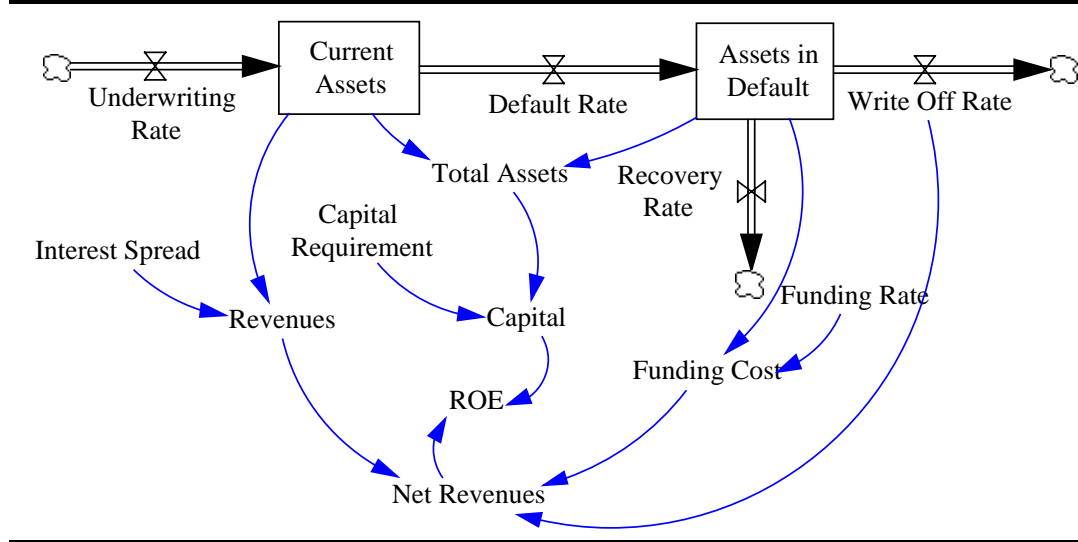 Current
Assets
Assets in
Default
Underwriting
Rate
Default Rate
Write Off Rate
Total Assets
Recovery
Rate
Capital
Requirement
Interest Spread
Funding Rate
Revenues
Capital
Funding Cost
ROE
Net Revenues